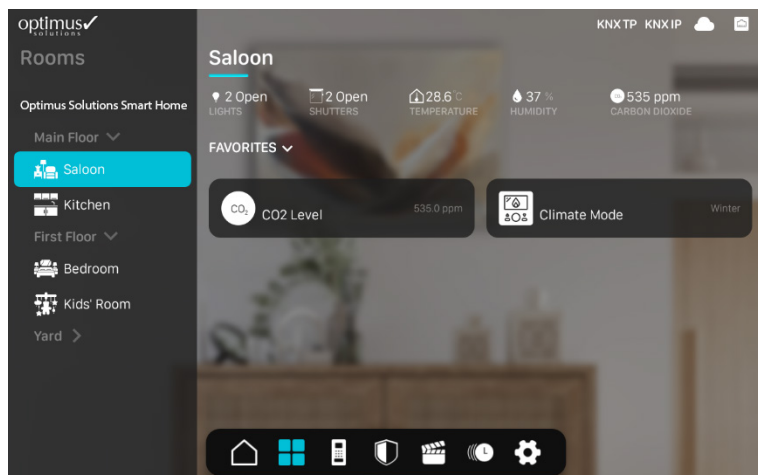 optimus✓
solutions
KNX TP KNX IP
Rooms
Saloon
Optimus Solutions Smart Home
2 Open
LIGHTS
2 Open
SHUTTERS
28.6 °C
TEMPERATURE
37 %
HUMIDITY
535 ppm
CARBON DIOXIDE
Main Floor
Saloon
Kitchen
First Floor
Bedroom
Kids' Room
Yard
FAVORITES
CO₂
CO2 Level
535.0 ppm
Climate Mode
Winter